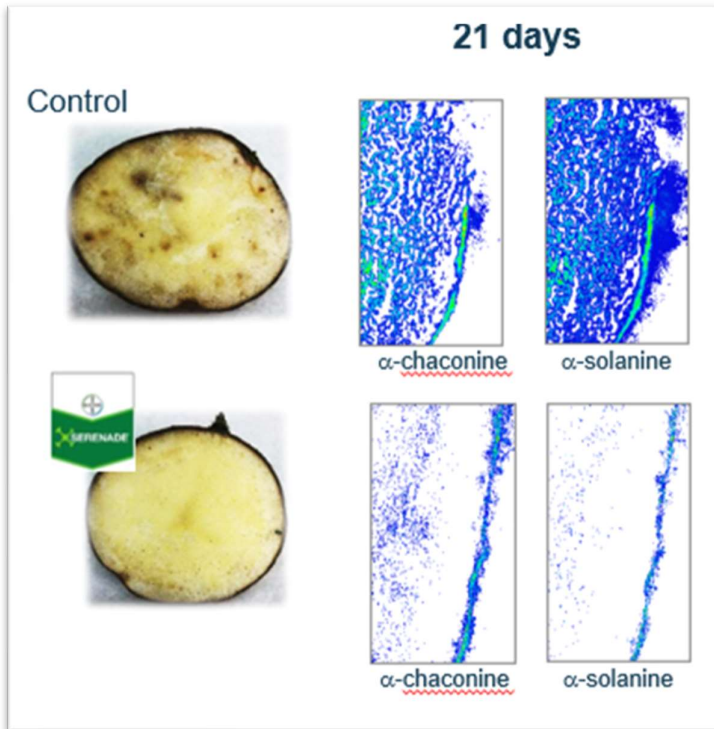 21 days
Control
α-chaconine
α-solanine
SERENADE
α-chaconine
α-solanine